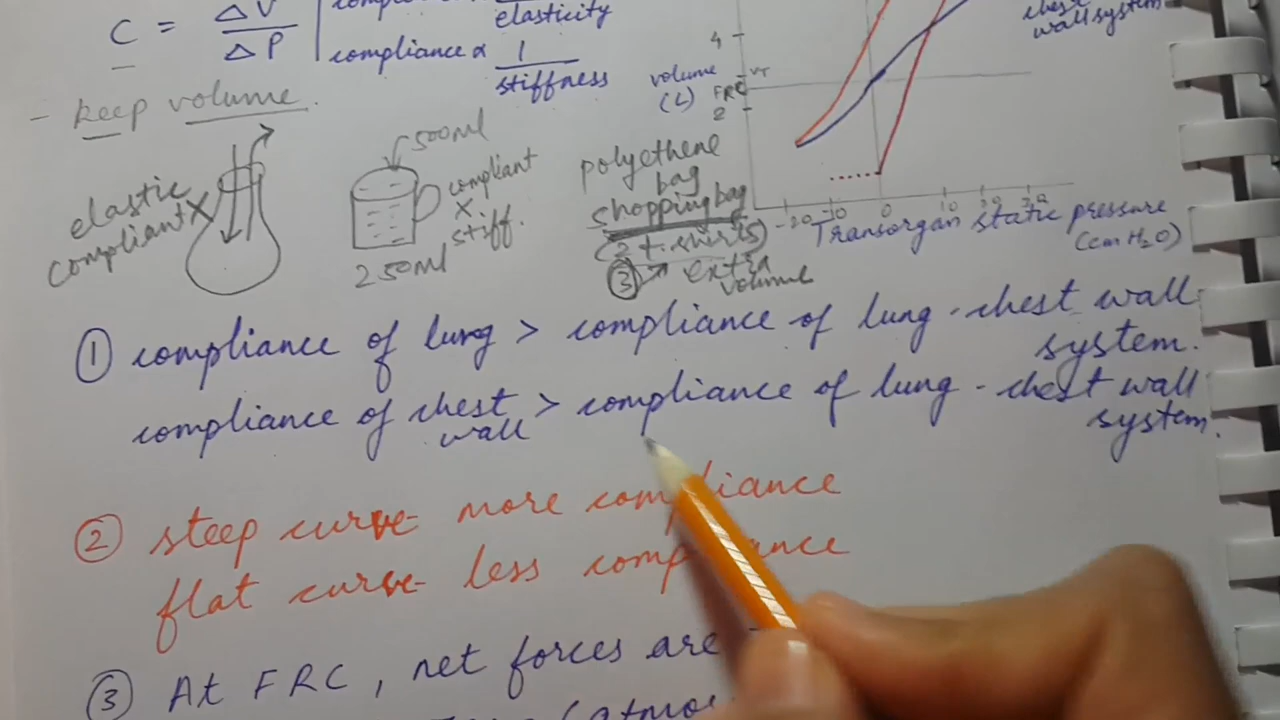 C = ΔV / ΔP
elasticity
compliance ∝ 1 / stiffness
- keep volume.
elastic
compliant X
500ml
compliant
X
stiff.
250ml
polyethene
bag
shopping bag
(2 t.shirts)
③ → extra
volume
wall system
4
volume
(L)
VT
FRC
2
-20 -10 0 10 20 30
Transorgan static pressure
(cm H₂O)
① compliance of lung > compliance of lung - chest wall
system.
compliance of chest > compliance of lung - chest wall
wall
system.
② steep curve - more compliance
flat curve - less compliance
③ At FRC, net forces are